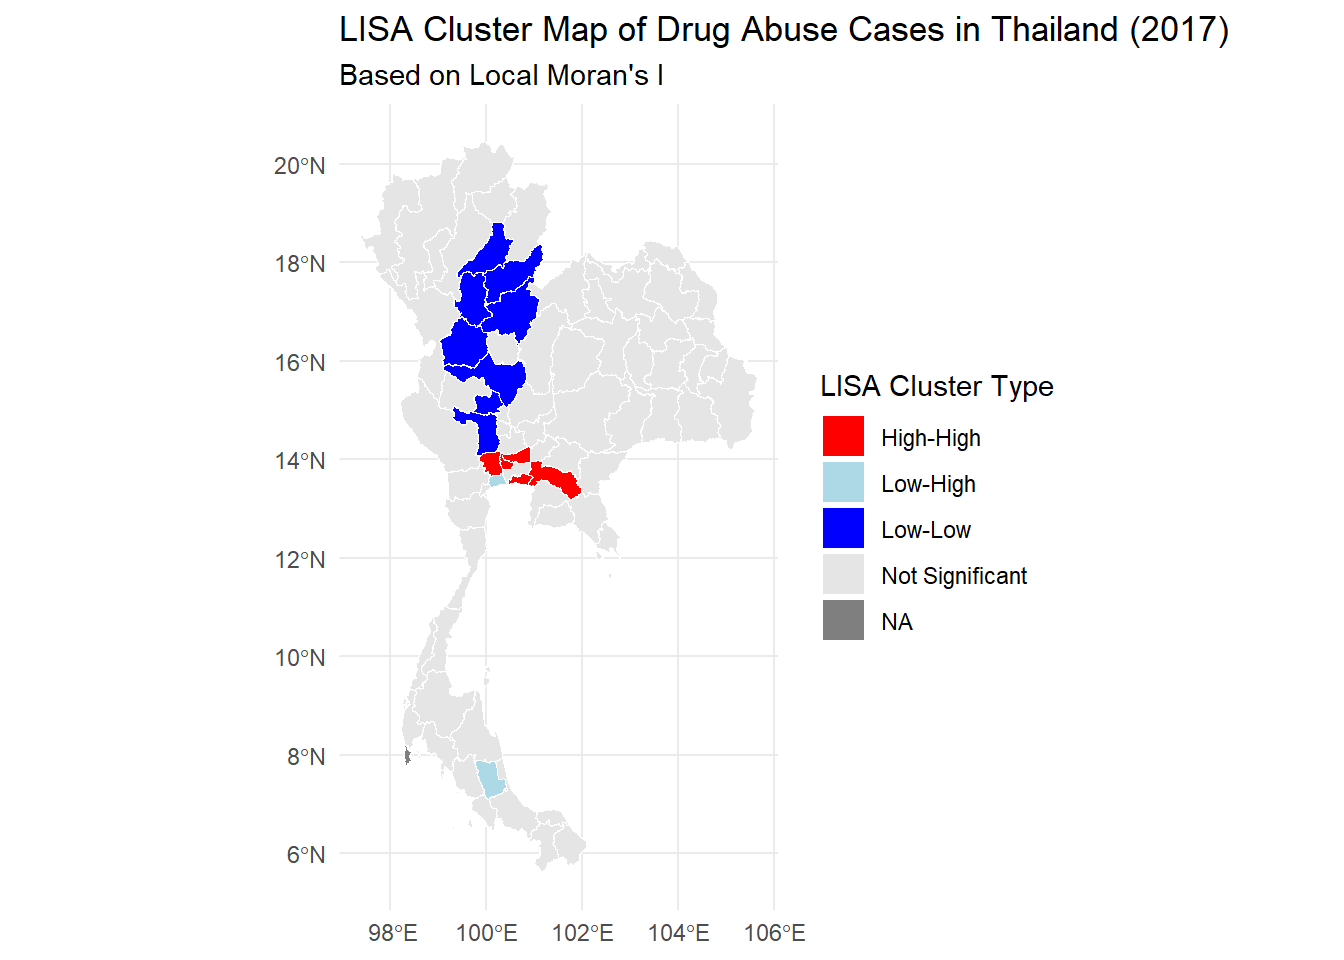 LISA Cluster Map of Drug Abuse Cases in Thailand (2017)
Based on Local Moran's I
20°N
18°N
16°N
14°N
12°N
10°N
8°N
6°N
98°E
100°E
102°E
104°E
106°E
LISA Cluster Type
High-High
Low-High
Low-Low
Not Significant
NA